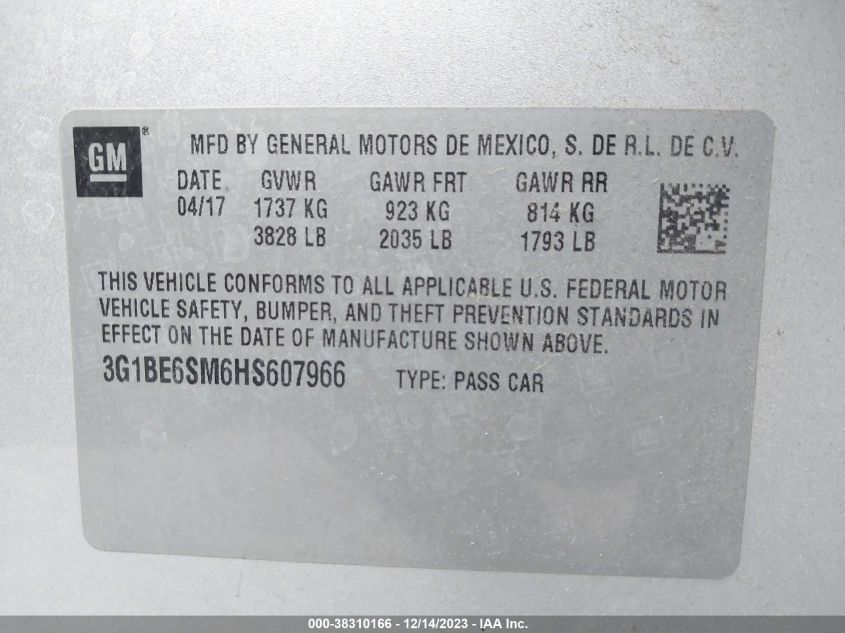 GM ® MFD BY GENERAL MOTORS DE MEXICO, S. DE R.L. DE C.V.
DATE GVWR GAWR FRT GAWR RR
04/17 1737 KG 923 KG 814 KG
3828 LB 2035 LB 1793 LB
THIS VEHICLE CONFORMS TO ALL APPLICABLE U.S. FEDERAL MOTOR
VEHICLE SAFETY, BUMPER, AND THEFT PREVENTION STANDARDS IN
EFFECT ON THE DATE OF MANUFACTURE SHOWN ABOVE.
3G1BE6SM6HS607966 TYPE: PASS CAR
000-38310166 - 12/14/2023 - IAA Inc.